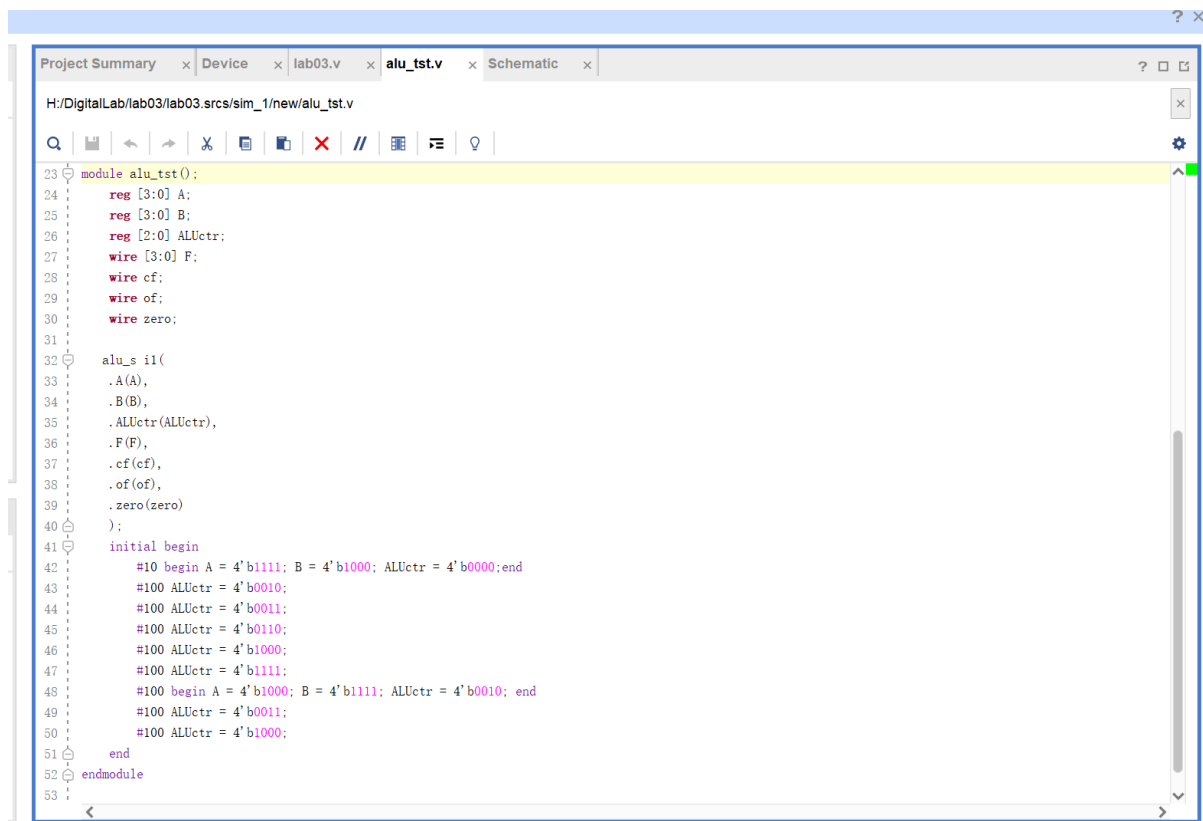 Project Summary × Device × lab03.v × alu_tst.v × Schematic ×
H:/DigitalLab/lab03/lab03.srcs/sim_1/new/alu_tst.v
23 module alu_tst();
24 reg [3:0] A;
25 reg [3:0] B;
26 reg [2:0] ALUctr;
27 wire [3:0] F;
28 wire cf;
29 wire of;
30 wire zero;
31
32 alu_s i1(
33 .A(A),
34 .B(B),
35 .ALUctr(ALUctr),
36 .F(F),
37 .cf(cf),
38 .of(of),
39 .zero(zero)
40 );
41 initial begin
42 #10 begin A = 4'b1111; B = 4'b1000; ALUctr = 4'b0000;end
43 #100 ALUctr = 4'b0010;
44 #100 ALUctr = 4'b0011;
45 #100 ALUctr = 4'b0110;
46 #100 ALUctr = 4'b1000;
47 #100 ALUctr = 4'b1111;
48 #100 begin A = 4'b1000; B = 4'b1111; ALUctr = 4'b0010; end
49 #100 ALUctr = 4'b0011;
50 #100 ALUctr = 4'b1000;
51 end
52 endmodule
53